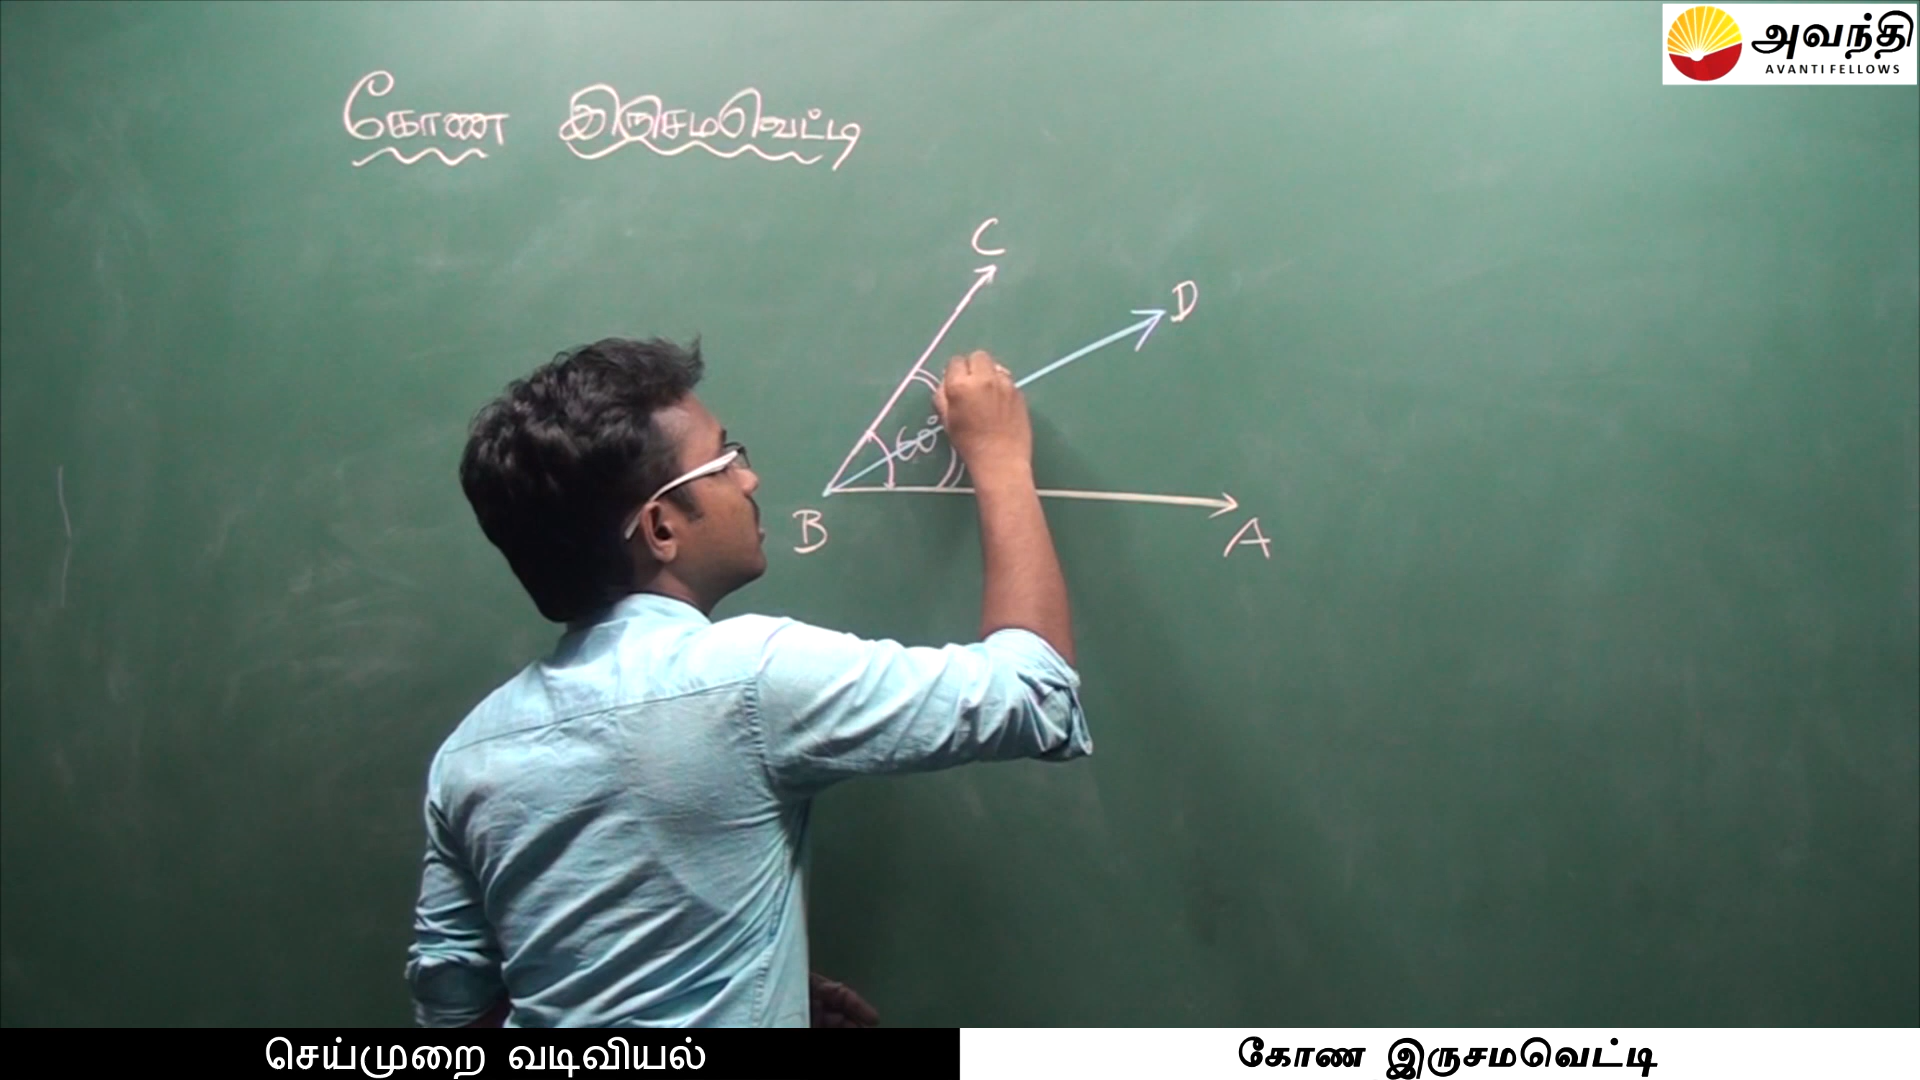 அவந்தி
AVANTI FELLOWS
கோண இருசமவெட்டி
C
D
60°
B
A
செய்முறை வடிவியல்
கோண இருசமவெட்டி